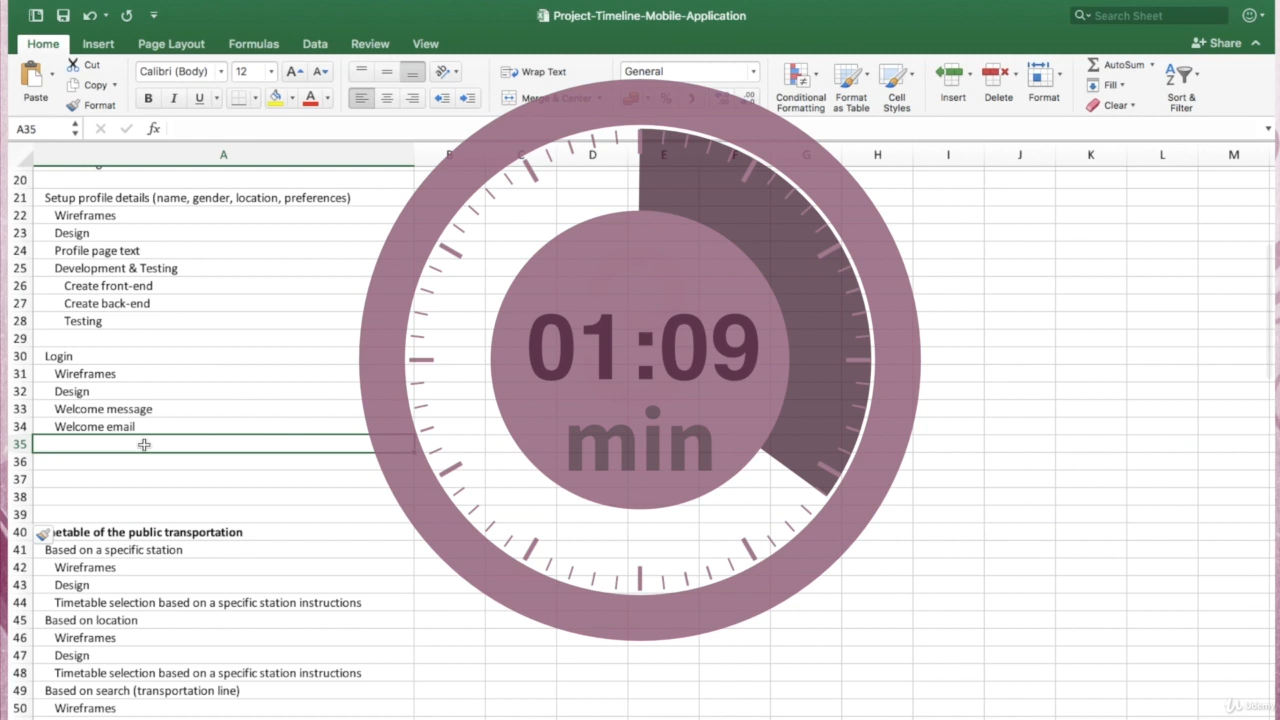 Project-Timeline-Mobile-Application
Search Sheet
Home Insert Page Layout Formulas Data Review View
Share
Paste
Cut
Copy
Format
Calibri (Body) 12
B I U
Wrap Text
Merge & Center
General
Conditional Formatting
Format as Table
Cell Styles
Insert
Delete
Format
AutoSum
Fill
Clear
Sort & Filter
A35 fx
A B C D E F G H I J K L M
20
21 Setup profile details (name, gender, location, preferences)
22 Wireframes
23 Design
24 Profile page text
25 Development & Testing
26 Create front-end
27 Create back-end
28 Testing
29
30 Login
31 Wireframes
32 Design
33 Welcome message
34 Welcome email
35
36
37
38
39
40 etable of the public transportation
41 Based on a specific station
42 Wireframes
43 Design
44 Timetable selection based on a specific station instructions
45 Based on location
46 Wireframes
47 Design
48 Timetable selection based on a specific station instructions
49 Based on search (transportation line)
50 Wireframes
01:09
min
Udemy